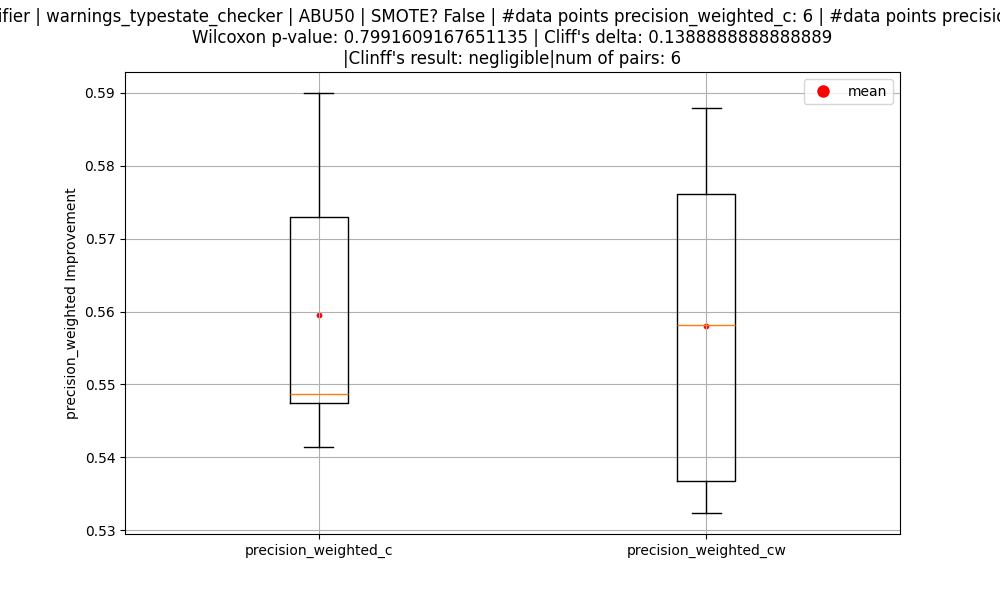 ifier | warnings_typestate_checker | ABU50 | SMOTE? False | #data points precision_weighted_c: 6 | #data points precisio
Wilcoxon p-value: 0.7991609167651135 | Cliff's delta: 0.1388888888888889
|Clinff's result: negligible|num of pairs: 6
mean
0.59
0.58
0.57
0.56
0.55
0.54
0.53
precision_weighted Improvement
precision_weighted_c
precision_weighted_cw